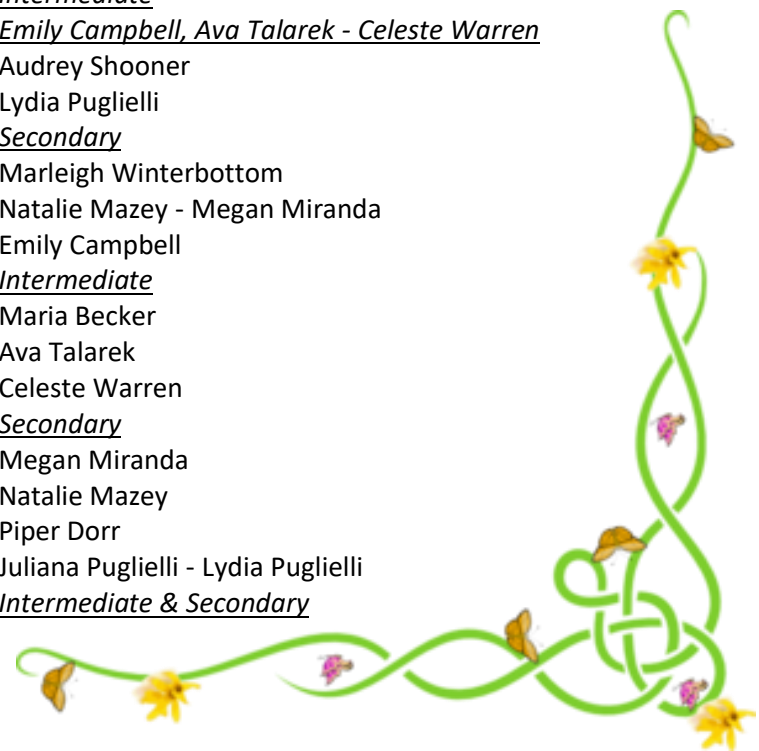 Intermediate
Emily Campbell, Ava Talarek - Celeste Warren
Audrey Shooner
Lydia Puglielli
Secondary
Marleigh Winterbottom
Natalie Mazey - Megan Miranda
Emily Campbell
Intermediate
Maria Becker
Ava Talarek
Celeste Warren
Secondary
Megan Miranda
Natalie Mazey
Piper Dorr
Juliana Puglielli - Lydia Puglielli
Intermediate & Secondary